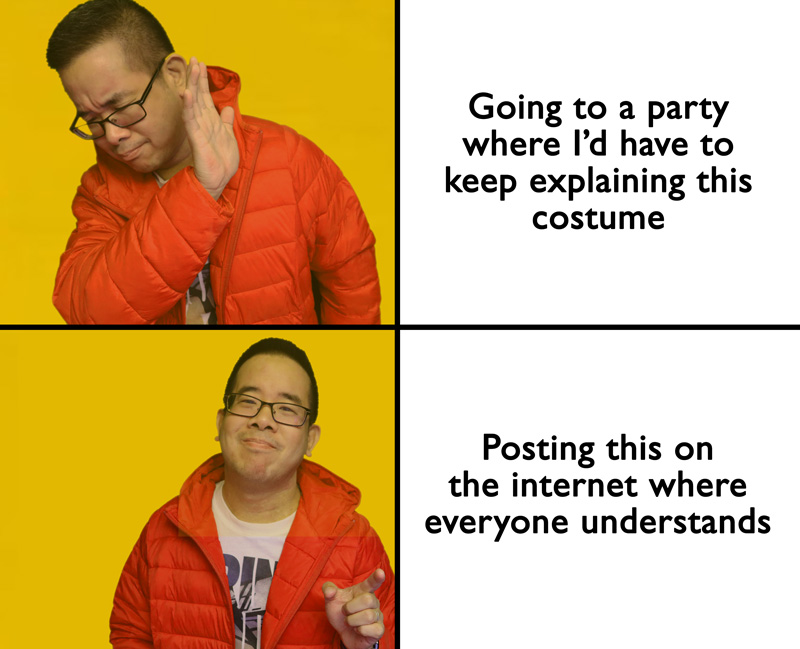 Going to a party
where I'd have to
keep explaining this
costume
Posting this on
the internet where
everyone understands